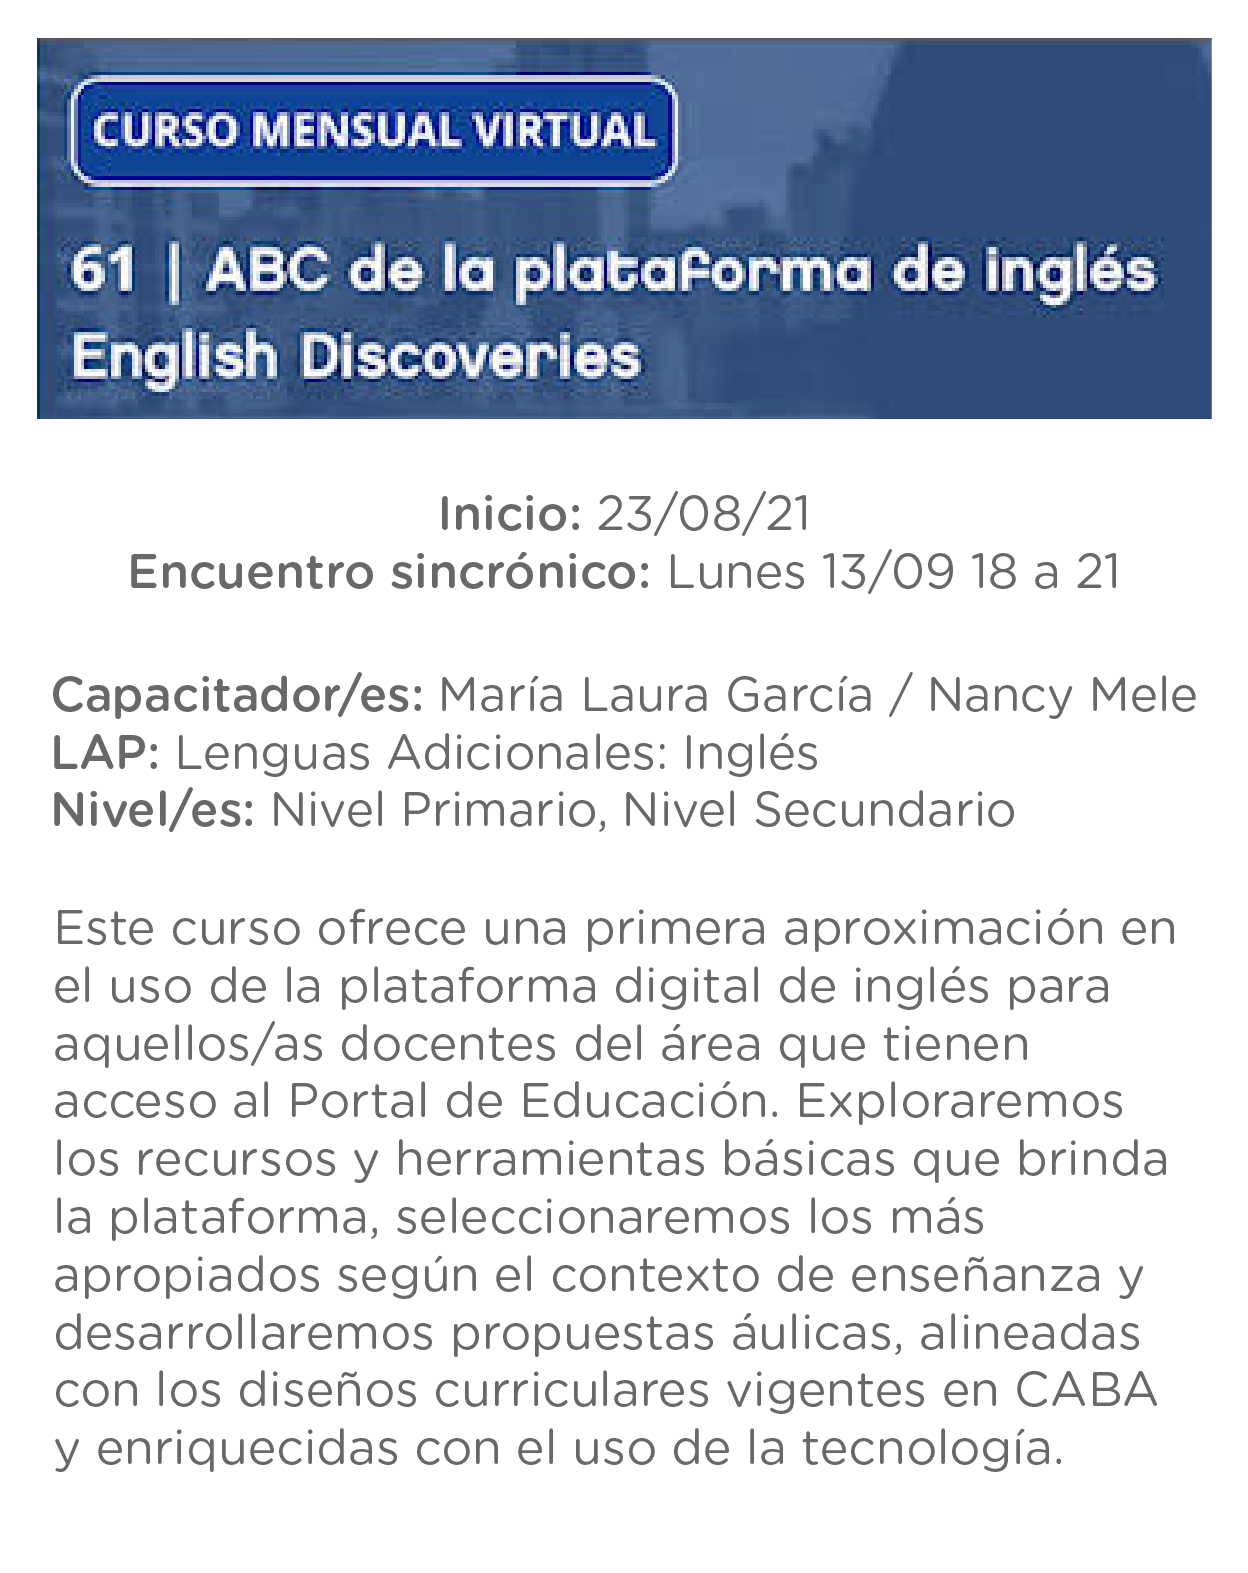 CURSO MENSUAL VIRTUAL
61 | ABC de la plataforma de inglés
English Discoveries
Inicio: 23/08/21
Encuentro sincrónico: Lunes 13/09 18 a 21
Capacitador/es: María Laura García / Nancy Mele
LAP: Lenguas Adicionales: Inglés
Nivel/es: Nivel Primario, Nivel Secundario
Este curso ofrece una primera aproximación en
el uso de la plataforma digital de inglés para
aquellos/as docentes del área que tienen
acceso al Portal de Educación. Exploraremos
los recursos y herramientas básicas que brinda
la plataforma, seleccionaremos los más
apropiados según el contexto de enseñanza y
desarrollaremos propuestas áulicas, alineadas
con los diseños curriculares vigentes en CABA
y enriquecidas con el uso de la tecnología.